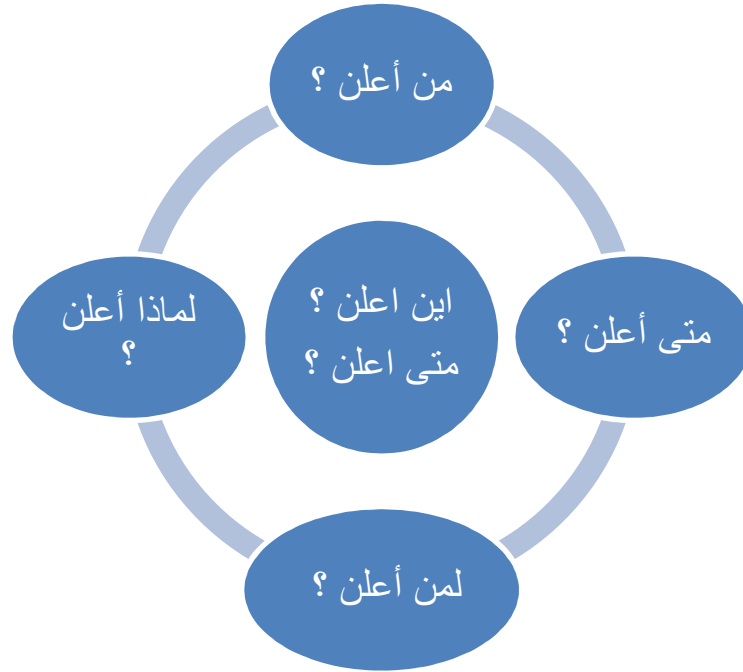 من أعلن ؟
متى أعلن ؟
اين اعلن ؟
متى اعلن ؟
لماذا أعلن
؟
لمن أعلن ؟